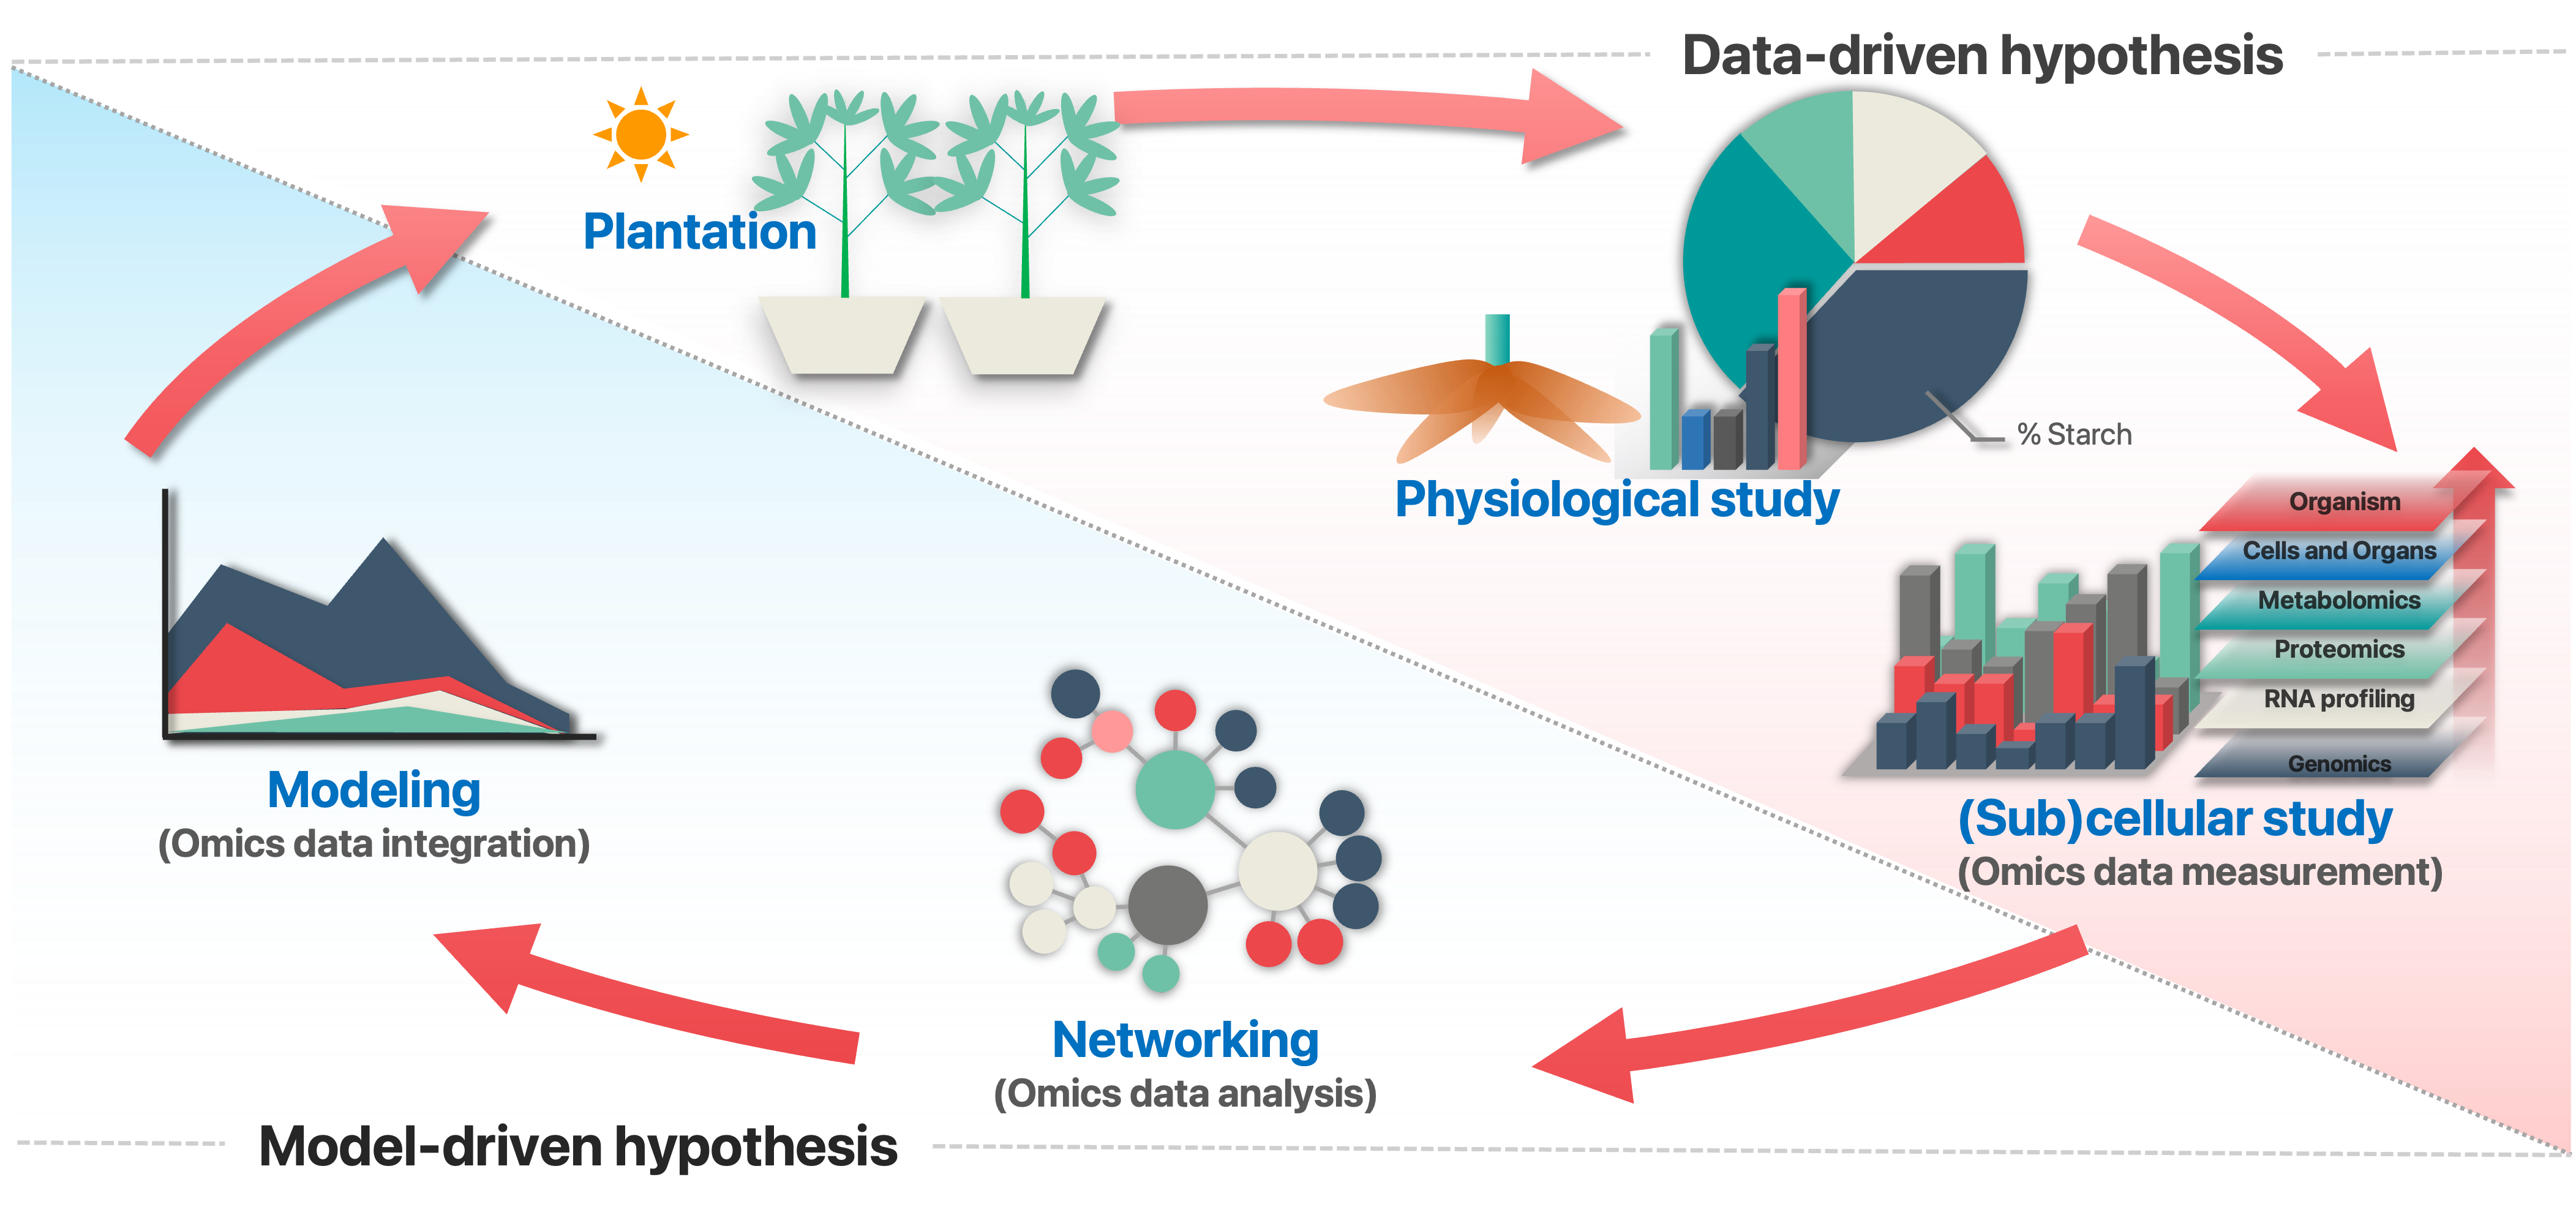 Data-driven hypothesis
Plantation
% Starch
Physiological study
Organism
Cells and Organs
Metabolomics
Proteomics
RNA profiling
Genomics
(Sub)cellular study
(Omics data measurement)
Modeling
(Omics data integration)
Networking
(Omics data analysis)
Model-driven hypothesis